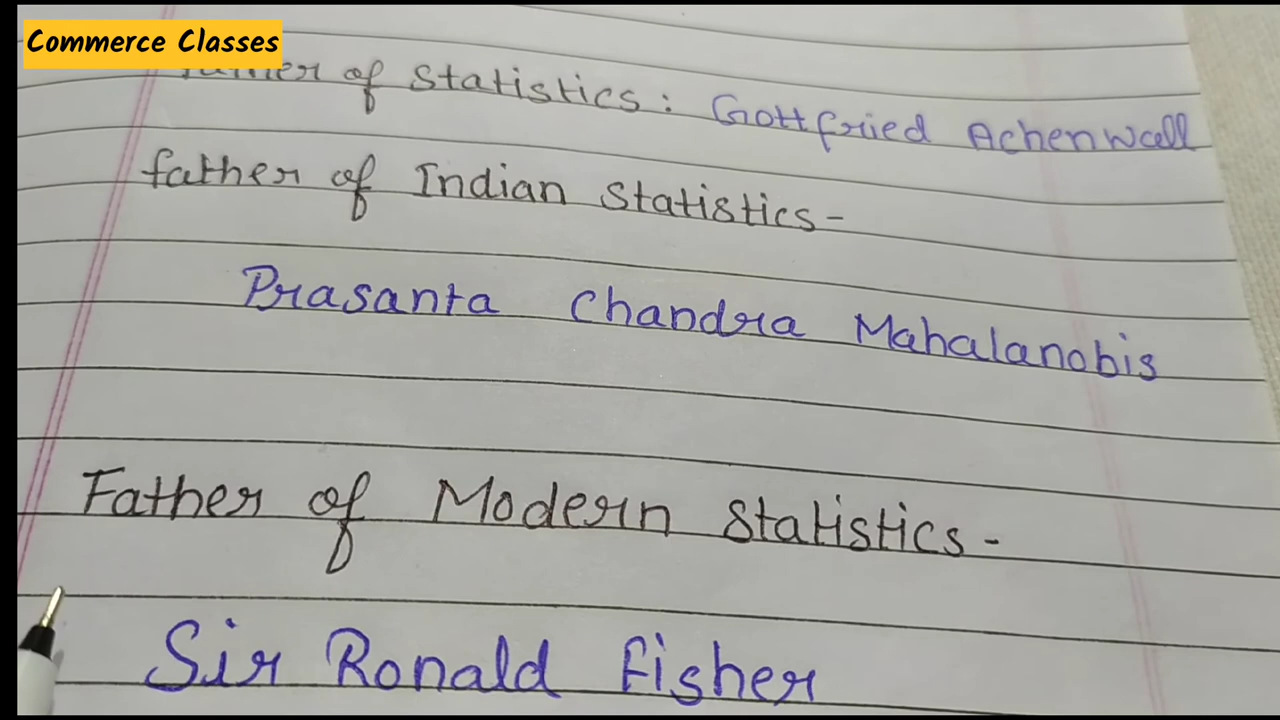 Commerce Classes
Father of Statistics: Gottfried Achenwall
father of Indian Statistics-
Prasanta Chandra Mahalanobis
Father of Modern Statistics-
Sir Ronald Fisher